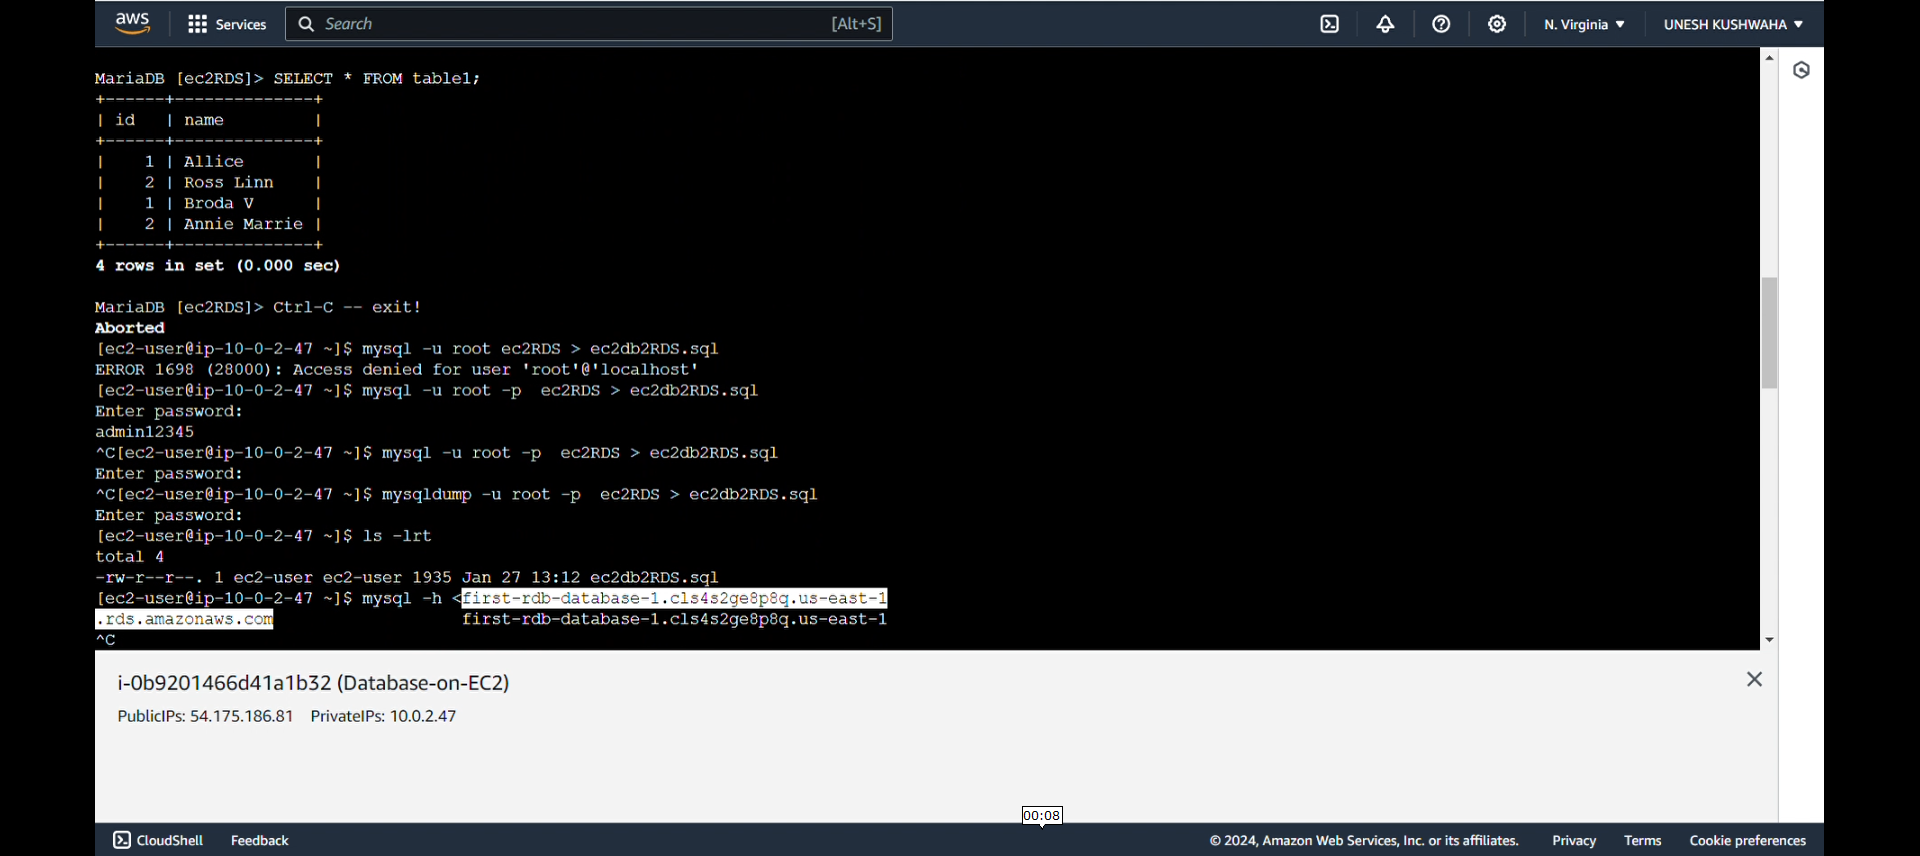 aws Services Search [Alt+S] N. Virginia UNESH KUSHWAHA
MariaDB [ec2RDS]> SELECT * FROM table1;
+------+--------------+
| id   | name         |
+------+--------------+
|    1 | Allice       |
|    2 | Ross Linn    |
|    1 | Broda V      |
|    2 | Annie Marrie |
+------+--------------+
4 rows in set (0.000 sec)
MariaDB [ec2RDS]> Ctrl-C -- exit!
Aborted
[ec2-user@ip-10-0-2-47 ~]$ mysql -u root ec2RDS > ec2db2RDS.sql
ERROR 1698 (28000): Access denied for user 'root'@'localhost'
[ec2-user@ip-10-0-2-47 ~]$ mysql -u root -p  ec2RDS > ec2db2RDS.sql
Enter password:
admin12345
^C[ec2-user@ip-10-0-2-47 ~]$ mysql -u root -p  ec2RDS > ec2db2RDS.sql
Enter password:
^C[ec2-user@ip-10-0-2-47 ~]$ mysqldump -u root -p  ec2RDS > ec2db2RDS.sql
Enter password:
[ec2-user@ip-10-0-2-47 ~]$ ls -lrt
total 4
-rw-r--r--. 1 ec2-user ec2-user 1935 Jan 27 13:12 ec2db2RDS.sql
[ec2-user@ip-10-0-2-47 ~]$ mysql -h <first-rdb-database-1.cls4s2ge8p8q.us-east-1
.rds.amazonaws.com                   first-rdb-database-1.cls4s2ge8p8q.us-east-1
^C
i-0b9201466d41a1b32 (Database-on-EC2)
PublicIPs: 54.175.186.81 PrivateIPs: 10.0.2.47
00:08
CloudShell Feedback © 2024, Amazon Web Services, Inc. or its affiliates. Privacy Terms Cookie preferences